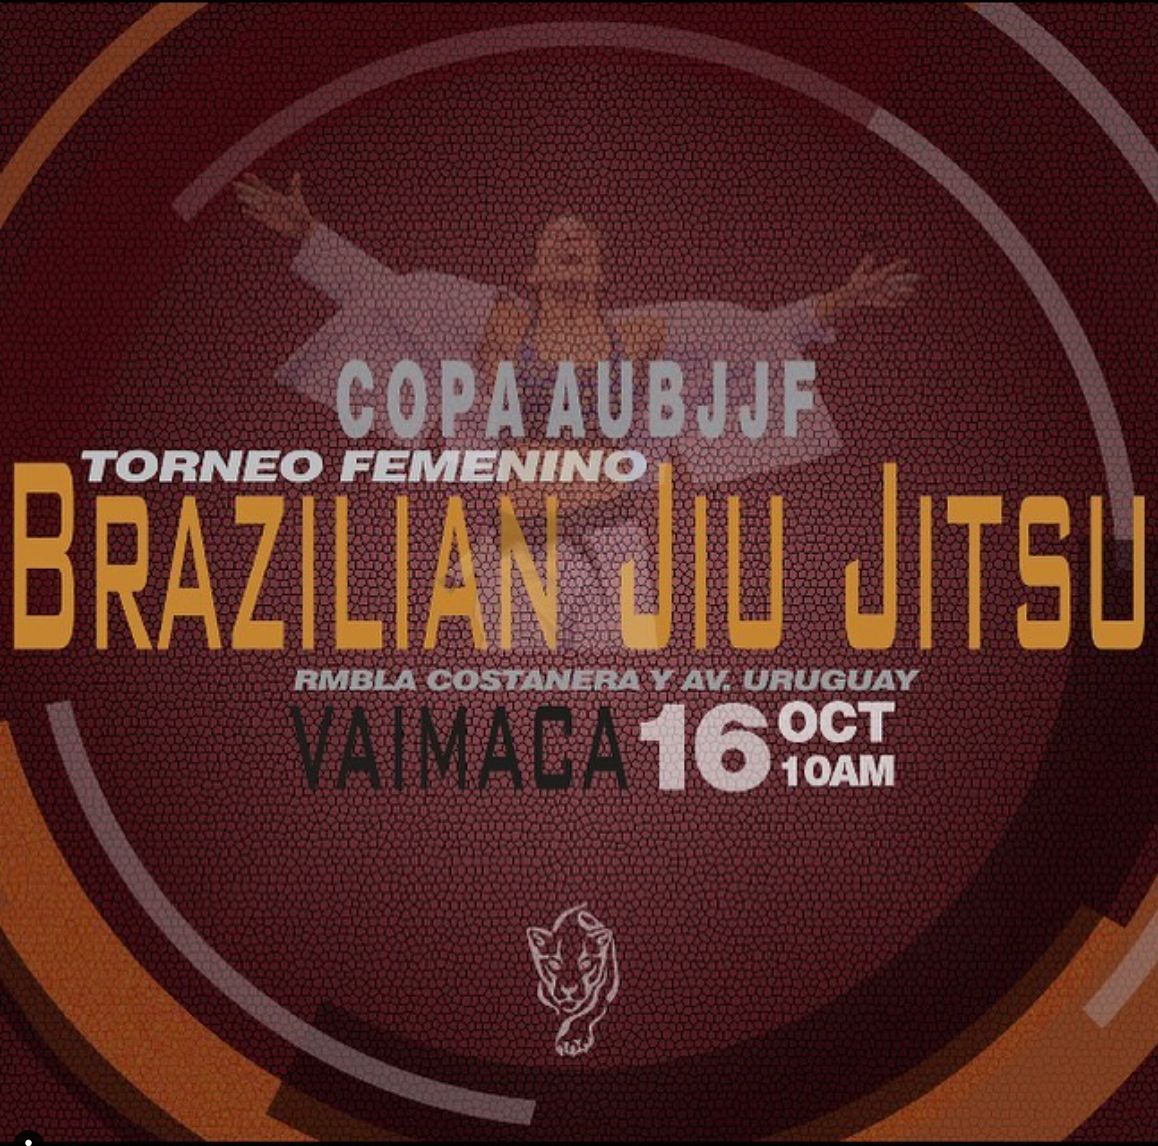 COPA AUBJJF
TORNEO FEMENINO
BRAZILIAN JIU JITSU
RMBLA COSTANERA Y AV. URUGUAY
VAIMACA 16 OCT
10AM